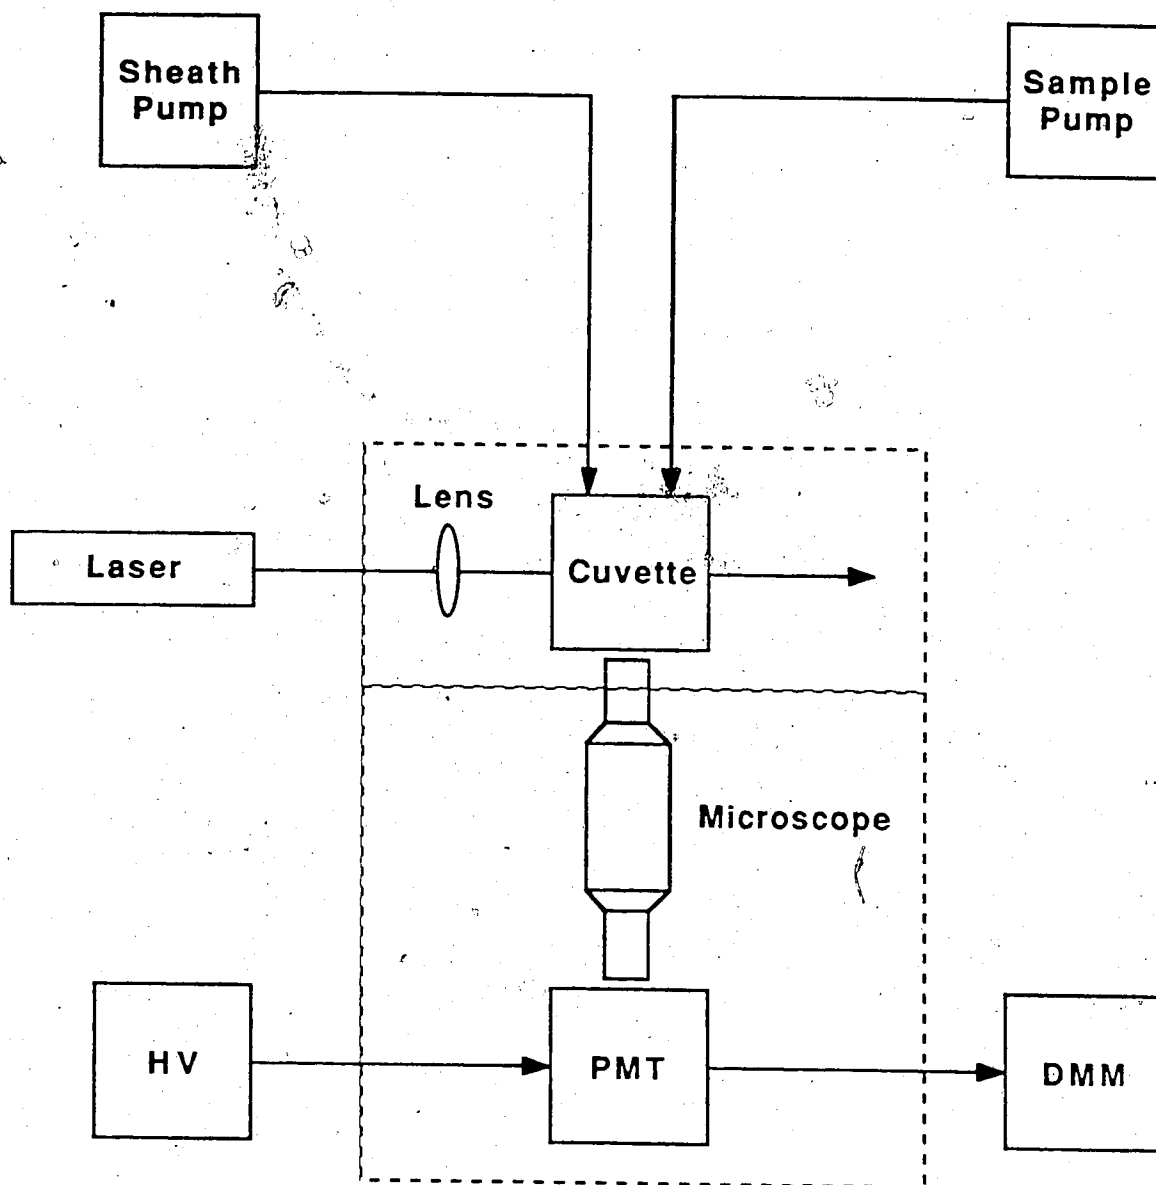 Sheath
Pump
Sample
Pump
Lens
Laser
Cuvette
Microscope
HV
PMT
DMM